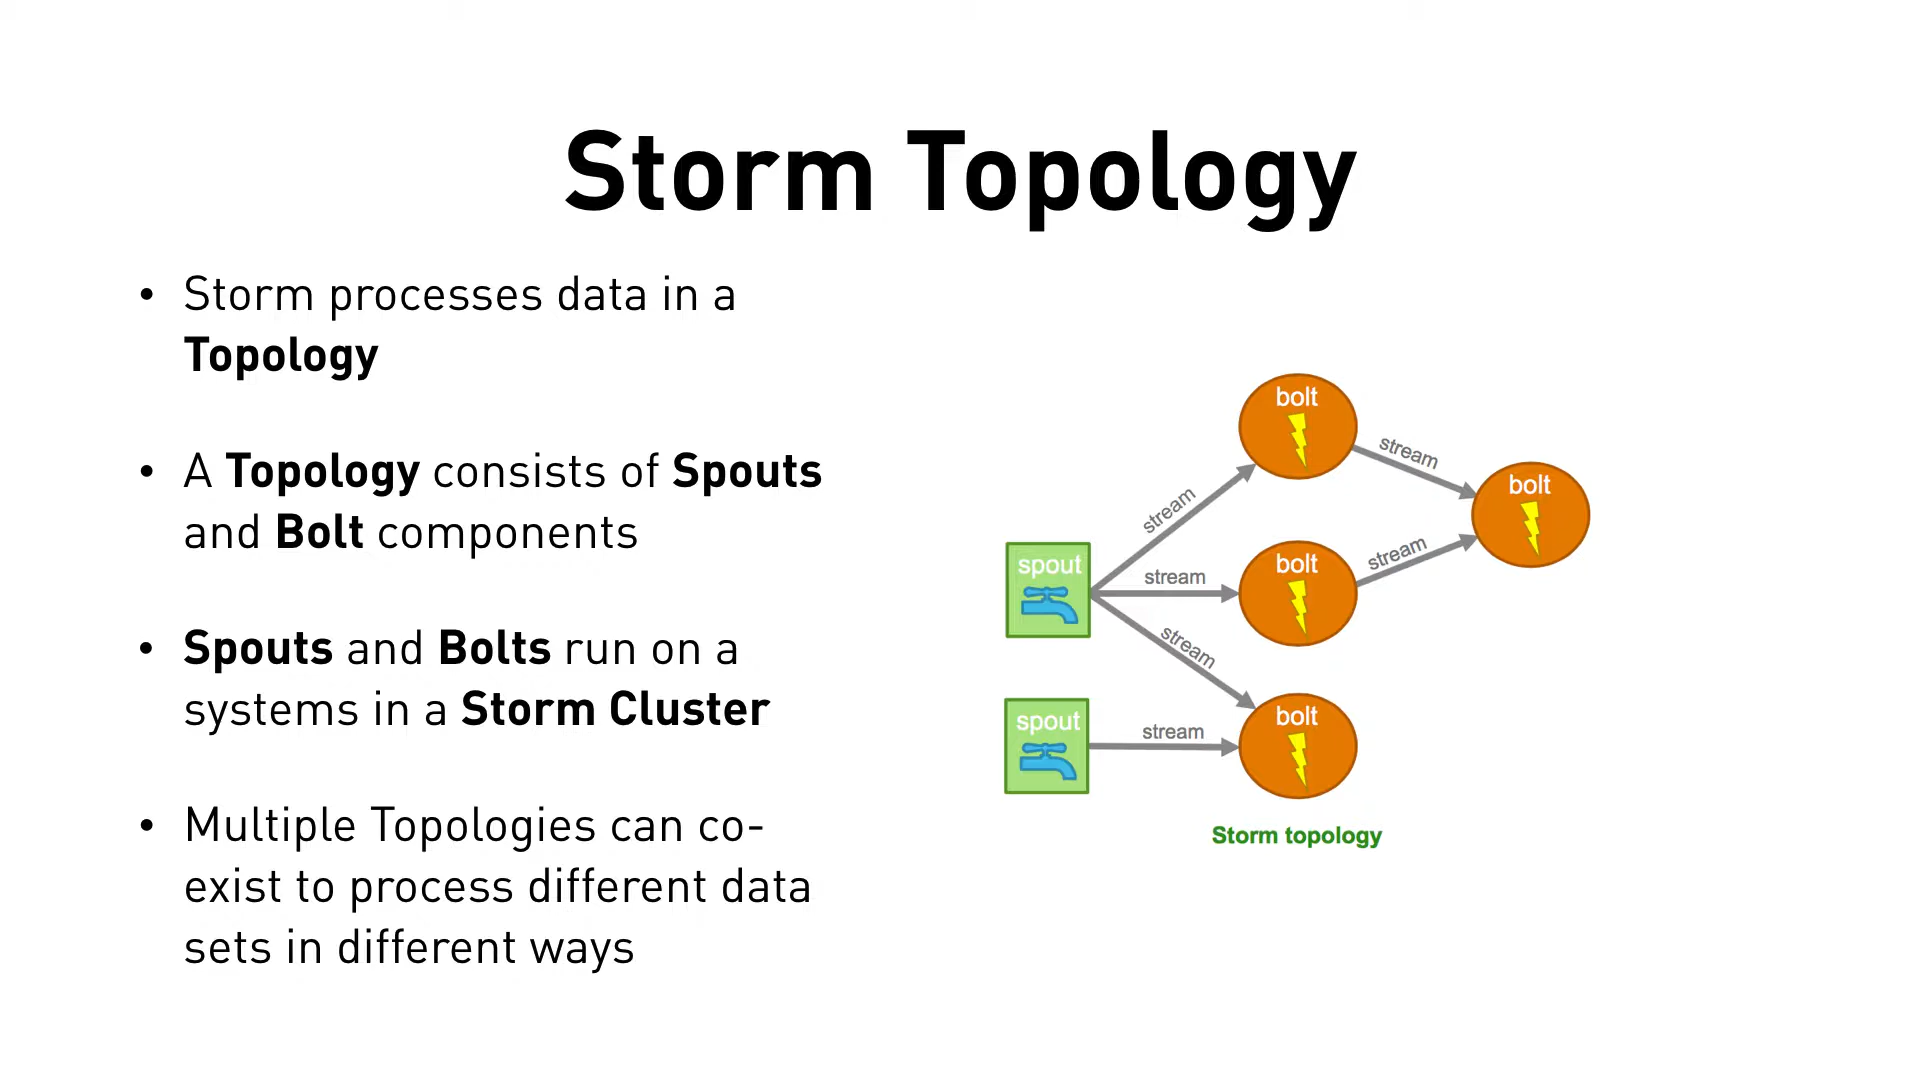 Storm Topology
• Storm processes data in a
Topology
• A Topology consists of Spouts
and Bolt components
• Spouts and Bolts run on a
systems in a Storm Cluster
• Multiple Topologies can co-
exist to process different data
sets in different ways
bolt
stream
bolt
stream
spout
stream
bolt
stream
stream
spout
stream
bolt
Storm topology